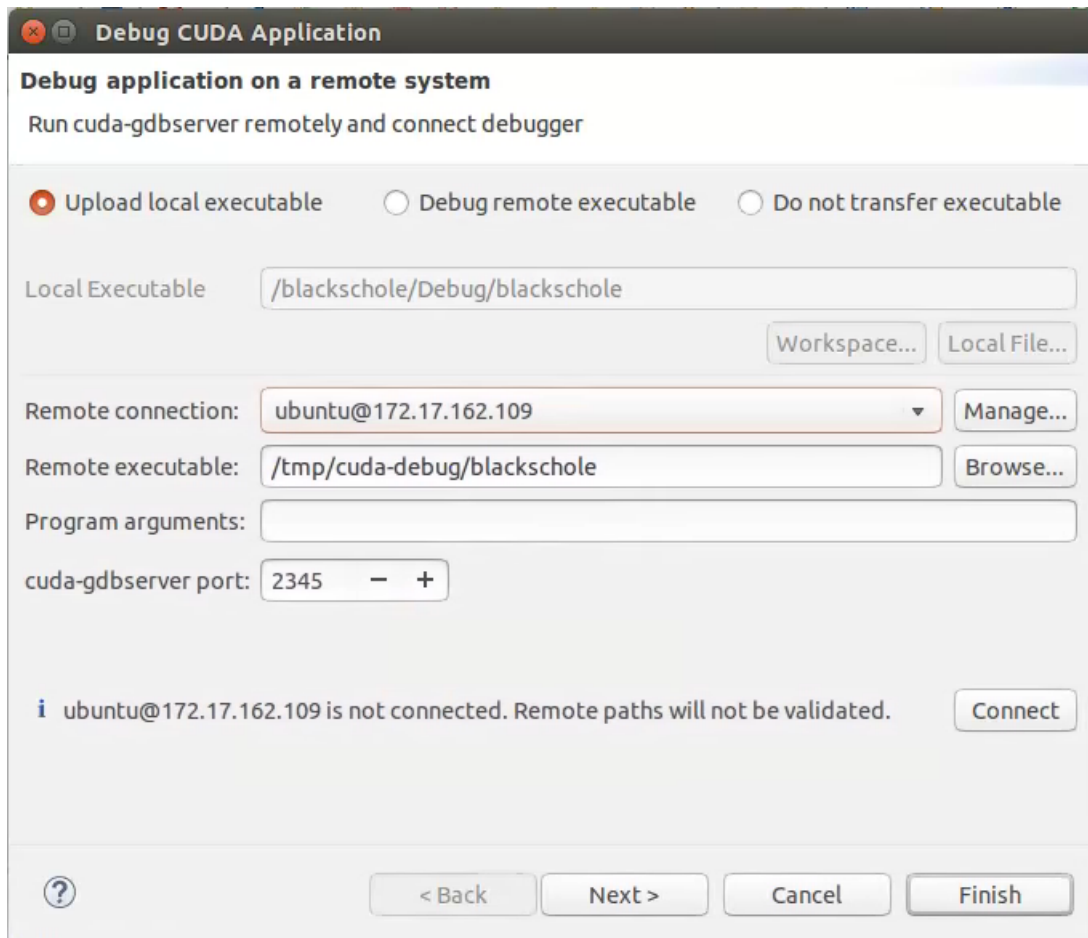 Debug CUDA Application
Debug application on a remote system
Run cuda-gdbserver remotely and connect debugger
Upload local executable Debug remote executable Do not transfer executable
Local Executable /blackschole/Debug/blackschole
Workspace... Local File...
Remote connection: ubuntu@172.17.162.109 Manage...
Remote executable: /tmp/cuda-debug/blackschole Browse...
Program arguments:
cuda-gdbserver port: 2345 − +
i ubuntu@172.17.162.109 is not connected. Remote paths will not be validated. Connect
? < Back Next > Cancel Finish